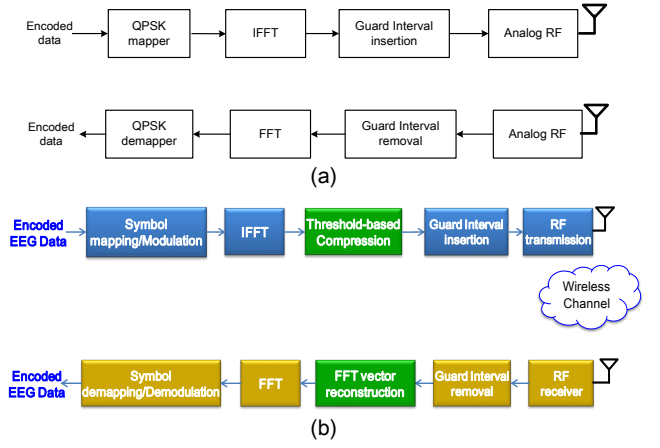 Encoded data
QPSK mapper
IFFT
Guard Interval insertion
Analog RF
Encoded data
QPSK demapper
FFT
Guard Interval removal
Analog RF
(a)
Encoded EEG Data
Symbol mapping/Modulation
IFFT
Threshold-based Compression
Guard Interval insertion
RF transmission
Wireless Channel
Encoded EEG Data
Symbol demapping/Demodulation
FFT
FFT vector reconstruction
Guard Interval removal
RF receiver
(b)